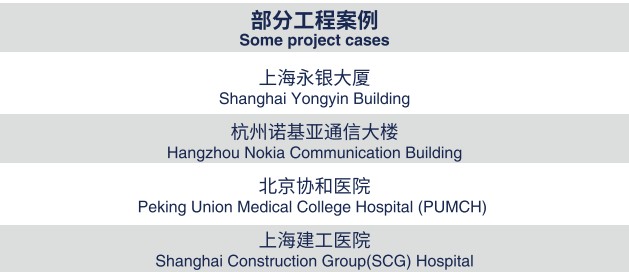 部分工程案例
Some project cases
上海永银大厦
Shanghai Yongyin Building
杭州诺基亚通信大楼
Hangzhou Nokia Communication Building
北京协和医院
Peking Union Medical College Hospital (PUMCH)
上海建工医院
Shanghai Construction Group(SCG) Hospital